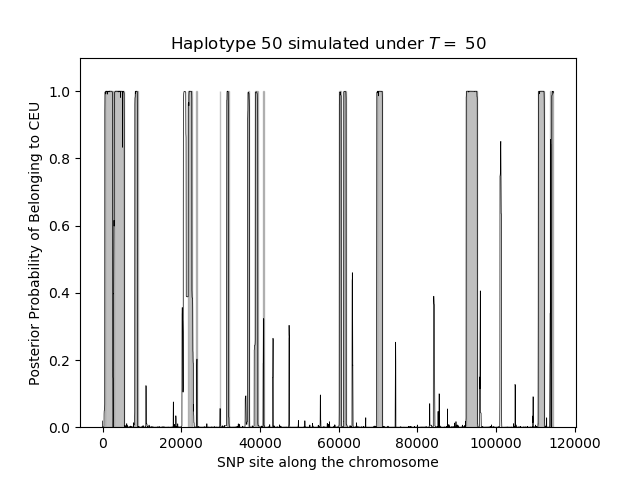 Haplotype 50 simulated under T = 50
Posterior Probability of Belonging to CEU
1.0
0.8
0.6
0.4
0.2
0.0
0 20000 40000 60000 80000 100000 120000
SNP site along the chromosome